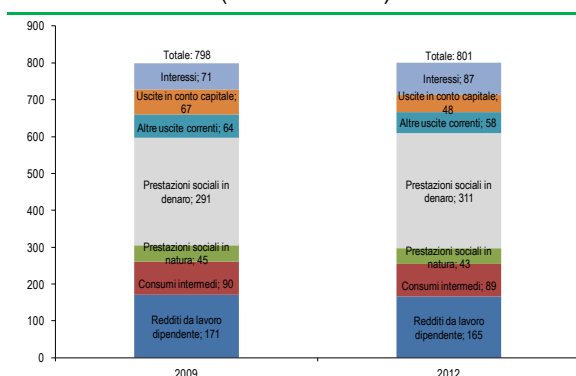 900
800
700
600
500
400
300
200
100
0
Totale: 798
Interessi; 71
Uscite in conto capitale;
67
Altre uscite correnti; 64
Prestazioni sociali in
denaro; 291
Prestazioni sociali in
natura; 45
Consumi intermedi; 90
Redditi da lavoro
dipendente; 171
Totale: 801
Interessi; 87
Uscite in conto capitale;
48
Altre uscite correnti; 58
Prestazioni sociali in
denaro; 311
Prestazioni sociali in
natura; 43
Consumi intermedi; 89
Redditi da lavoro
dipendente; 165
2009
2012